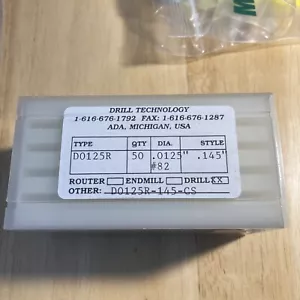 DRILL TECHNOLOGY
1-616-676-1792 FAX: 1-616-676-1287
ADA, MICHIGAN, USA
TYPE QTY DIA. STYLE
D0125R 50 .0125" .145"
#82
ROUTER ENDMILL DRILL X
OTHER: D0125R-145-CS